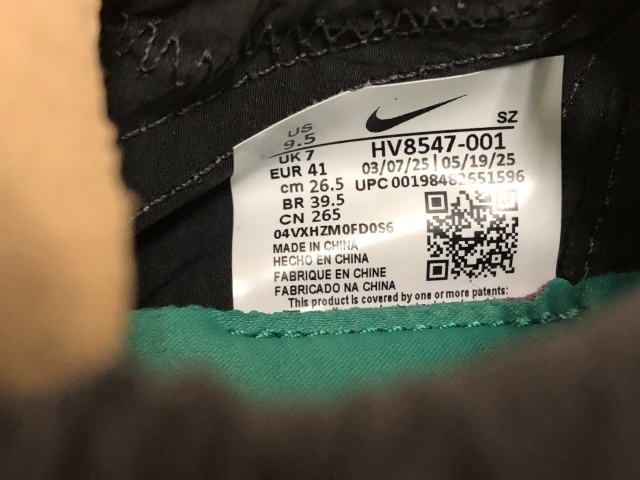 SZ
US
9.5
HV8547-001
UK 7
03/07/25 | 05/19/25
EUR 41
UPC 00198482651596
cm 26.5
BR 39.5
CN 265
04VXHZM0FD0S6
MADE IN CHINA
HECHO EN CHINA
FABRIQUE EN CHINE
FABRICADO NA CHINA
This product is covered by one or more patents: